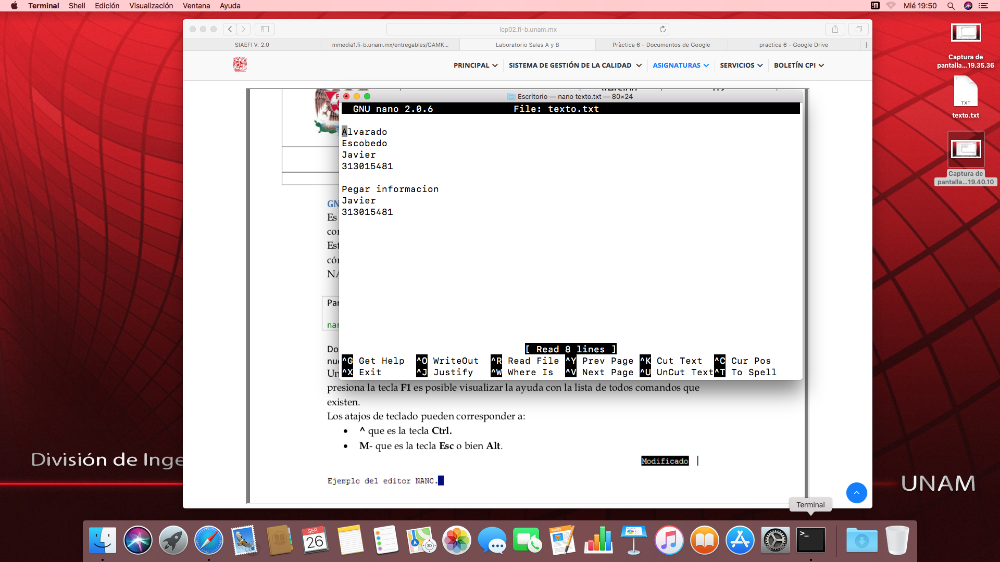 Terminal Shell Edición Visualización Ventana Ayuda
Mié 19:50
lcp02.fi-b.unam.mx
SIAEFI V. 2.0
mmedia1.fi-b.unam.mx/entregables/GAMK...
Laboratorio Salas A y B
Pràctica 6 - Documentos de Google
practica 6 - Google Drive
PRINCIPAL
SISTEMA DE GESTIÓN DE LA CALIDAD
ASIGNATURAS
SERVICIOS
BOLETÍN CPI
Captura de
pantalla...19.35.36
TXT
texto.txt
Captura de
pantalla...19.40.10
Escritorio — nano texto.txt — 80×24
GNU nano 2.0.6 File: texto.txt
Alvarado
Escobedo
Javier
313015481
Pegar informacion
Javier
313015481
[ Read 8 lines ]
^G Get Help ^O WriteOut ^R Read File ^Y Prev Page ^K Cut Text ^C Cur Pos
^X Exit ^J Justify ^W Where Is ^V Next Page ^U UnCut Text ^T To Spell
GN
Es
Est
NA
Par
nan
Do
nue
Un
presiona la tecla F1 es posible visualizar la ayuda con la lista de todos comandos que
existen.
Los atajos de teclado pueden corresponder a:
• ^ que es la tecla Ctrl.
• M- que es la tecla Esc o bien Alt.
Modificado
Ejemplo del editor NANO.
División de Inge
UNAM
Terminal
SEP.
26
PAGES
3D
>_